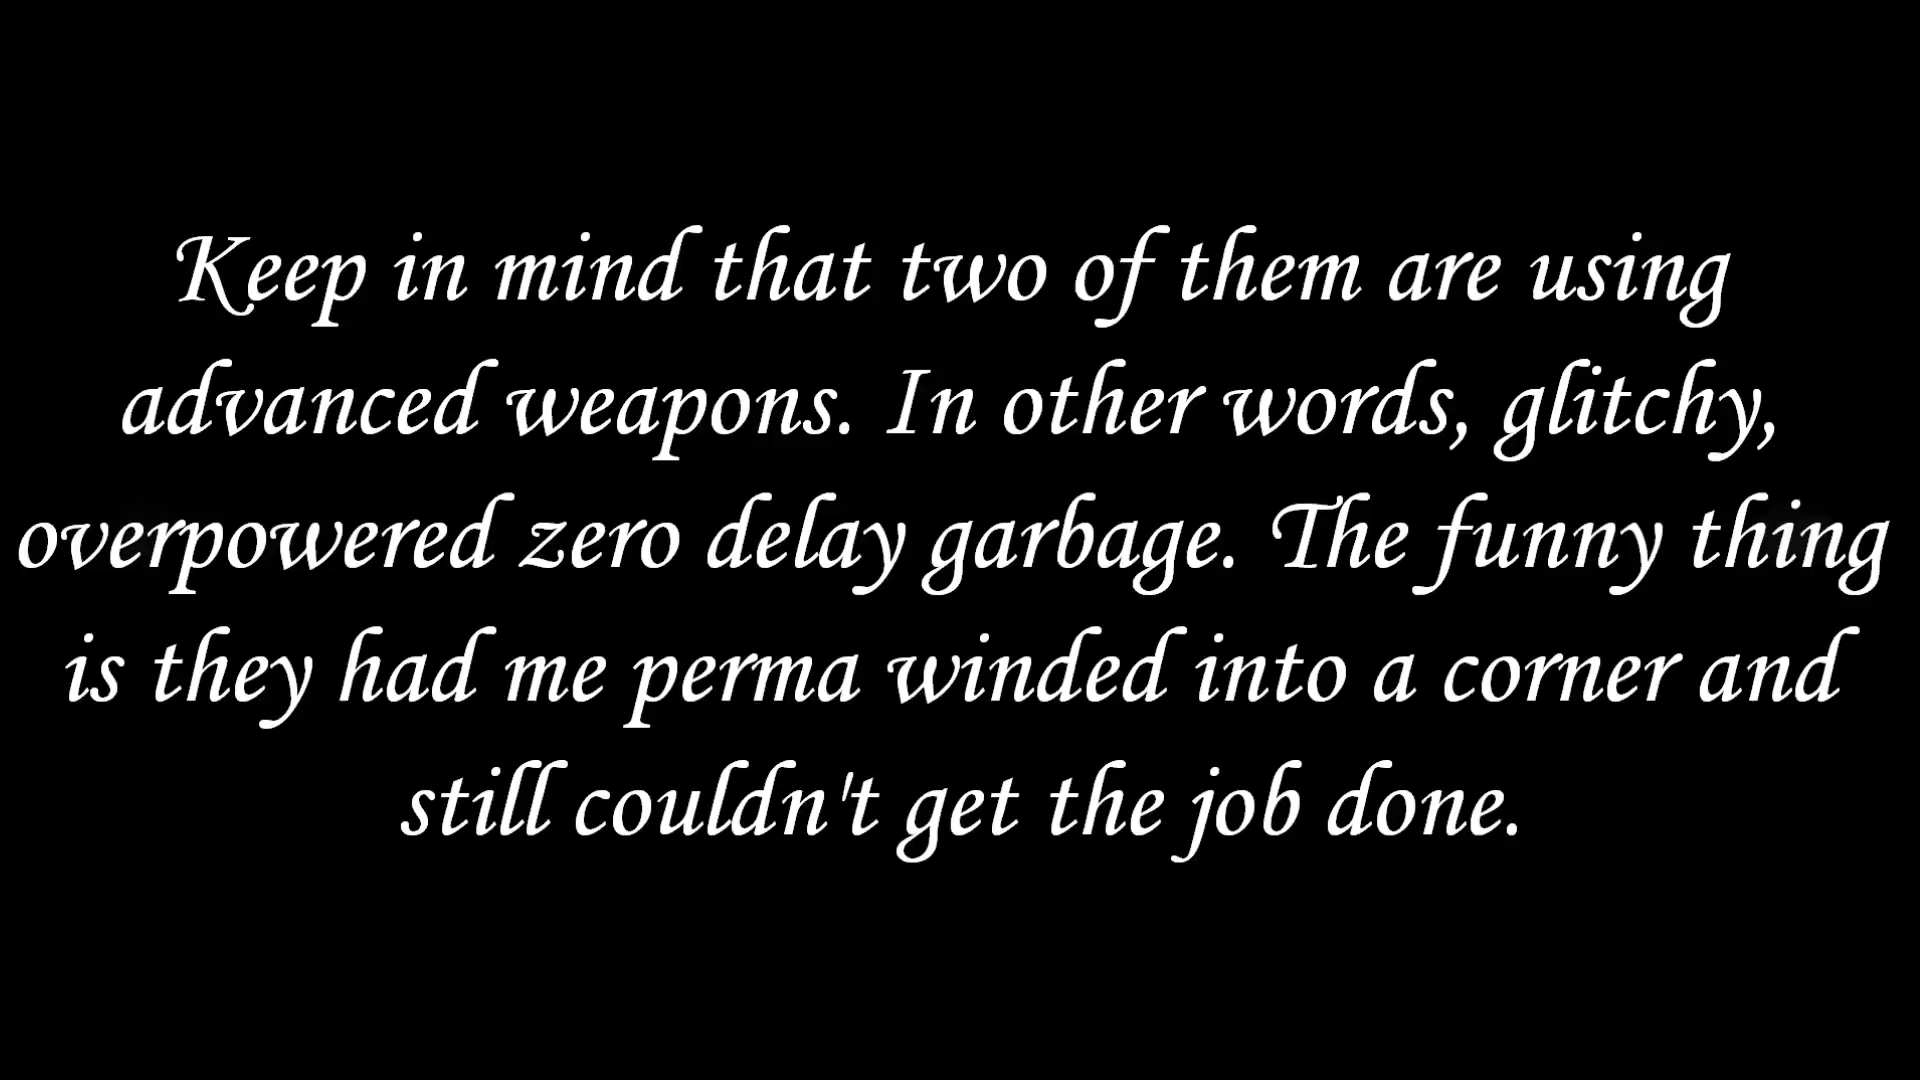 Keep in mind that two of them are using
advanced weapons. In other words, glitchy,
overpowered zero delay garbage. The funny thing
is they had me perma winded into a corner and
still couldn't get the job done.